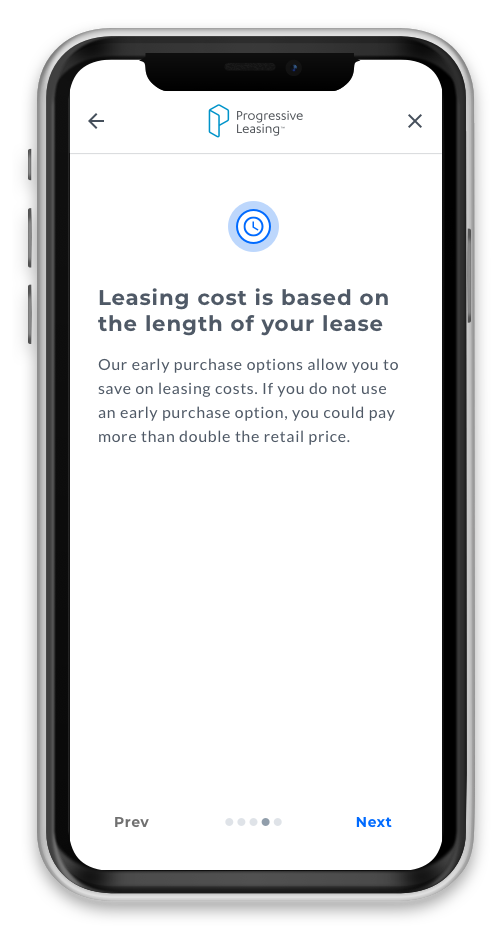 Progressive
Leasing™
Leasing cost is based on
the length of your lease
Our early purchase options allow you to
save on leasing costs. If you do not use
an early purchase option, you could pay
more than double the retail price.
Prev
Next